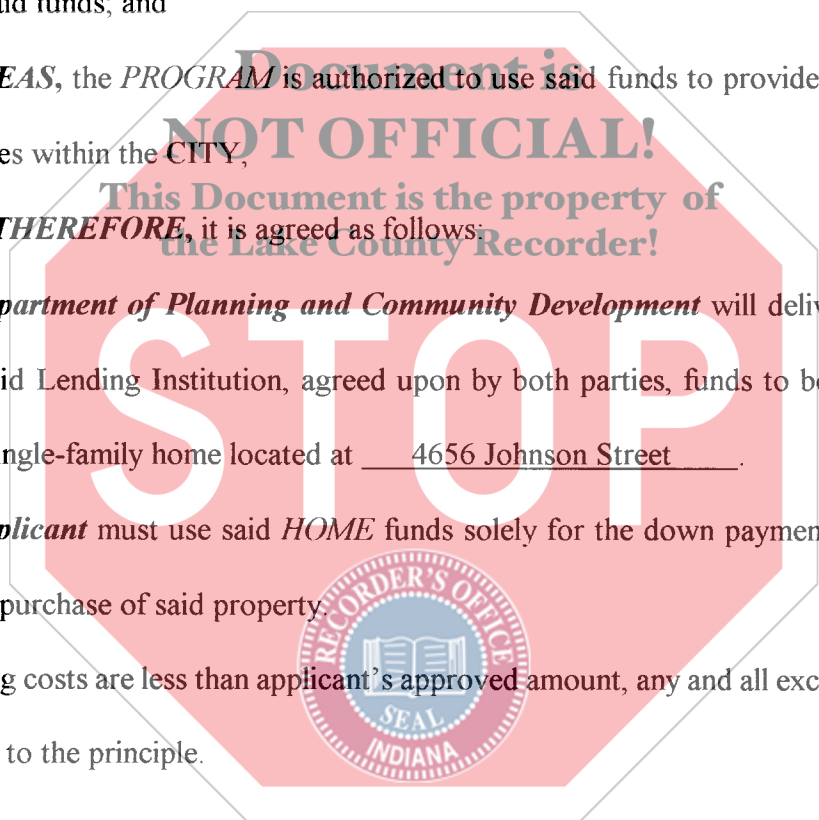 id funds; and
EAS, the PROGRAM is authorized to use said funds to provide
es within the CITY,
THEREFORE, it is agreed as follows:
partment of Planning and Community Development will deliv
id Lending Institution, agreed upon by both parties, funds to b
ngle-family home located at 4656 Johnson Street.
plicant must use said HOME funds solely for the down paymen
purchase of said property.
g costs are less than applicant's approved amount, any and all exc
to the principle.
Document is
NOT OFFICIAL!
This Document is the property of
the Lake County Recorder!
STOP
RECORDER'S OFFICE
SEAL
INDIANA